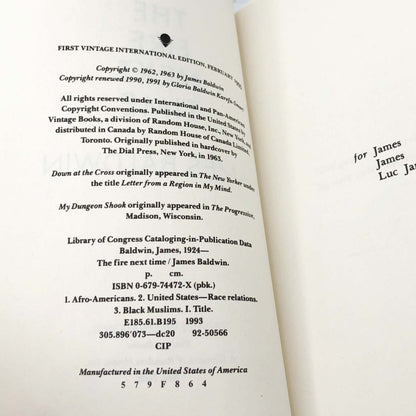 FIRST VINTAGE INTERNATIONAL EDITION, FEBRUARY 1993
Copyright © 1962, 1963 by James Baldwin
Copyright renewed 1990, 1991 by Gloria Baldwin Karefa-Smart
All rights reserved under International and Pan-American
Copyright Conventions. Published in the United States by
Vintage Books, a division of Random House, Inc., New York, and
distributed in Canada by Random House of Canada Limited,
Toronto. Originally published in hardcover by
The Dial Press, New York, in 1963.
Down at the Cross originally appeared in The New Yorker under
the title Letter from a Region in My Mind.
My Dungeon Shook originally appeared in The Progressive,
Madison, Wisconsin.
Library of Congress Cataloging-in-Publication Data
Baldwin, James, 1924—
The fire next time / James Baldwin.
p. cm.
ISBN 0-679-74472-X (pbk.)
1. Afro-Americans. 2. United States—Race relations.
3. Black Muslims. I. Title.
E185.61.B195 1993
305.896'073—dc20 92-50566
CIP
Manufactured in the United States of America
5 7 9 F 8 6 4
for James
James
Luc Ja